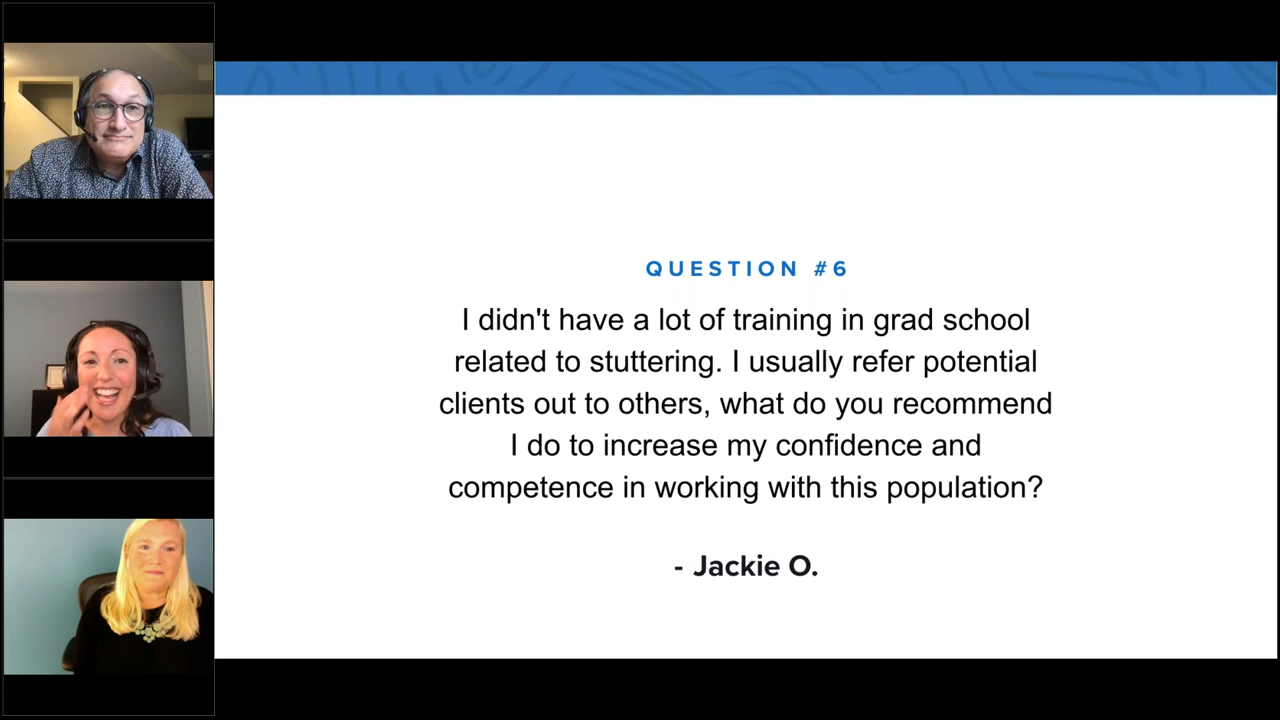 QUESTION #6
I didn't have a lot of training in grad school
related to stuttering. I usually refer potential
clients out to others, what do you recommend
I do to increase my confidence and
competence in working with this population?
- Jackie O.